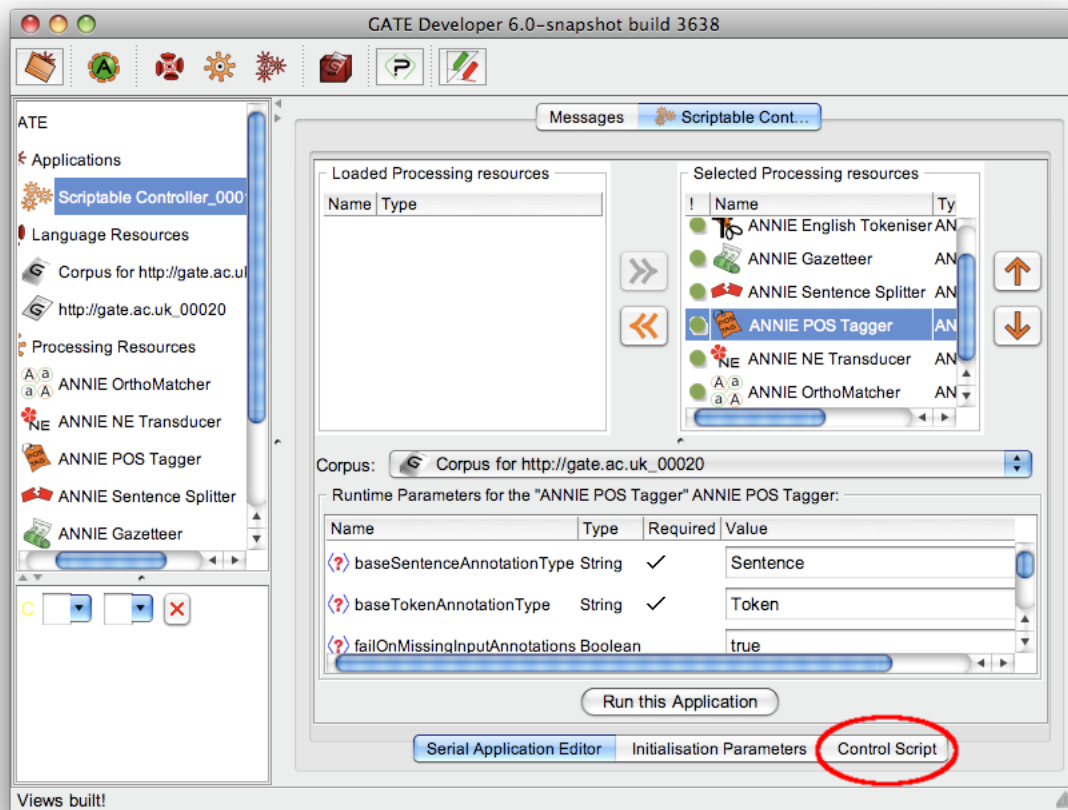 GATE Developer 6.0-snapshot build 3638
ATE
Applications
Scriptable Controller_000
Language Resources
Corpus for http://gate.ac.uk
http://gate.ac.uk_00020
Processing Resources
ANNIE OrthoMatcher
ANNIE NE Transducer
ANNIE POS Tagger
ANNIE Sentence Splitter
ANNIE Gazetteer
C
Messages
Scriptable Cont...
Loaded Processing resources
Name Type
Selected Processing resources
! Name Ty
ANNIE English Tokeniser AN
ANNIE Gazetteer AN
ANNIE Sentence Splitter AN
ANNIE POS Tagger AN
ANNIE NE Transducer AN
ANNIE OrthoMatcher AN
Corpus: Corpus for http://gate.ac.uk_00020
Runtime Parameters for the "ANNIE POS Tagger" ANNIE POS Tagger:
Name Type Required Value
<?> baseSentenceAnnotationType String ✓ Sentence
<?> baseTokenAnnotationType String ✓ Token
<?> failOnMissingInputAnnotations Boolean true
Run this Application
Serial Application Editor Initialisation Parameters Control Script
Views built!